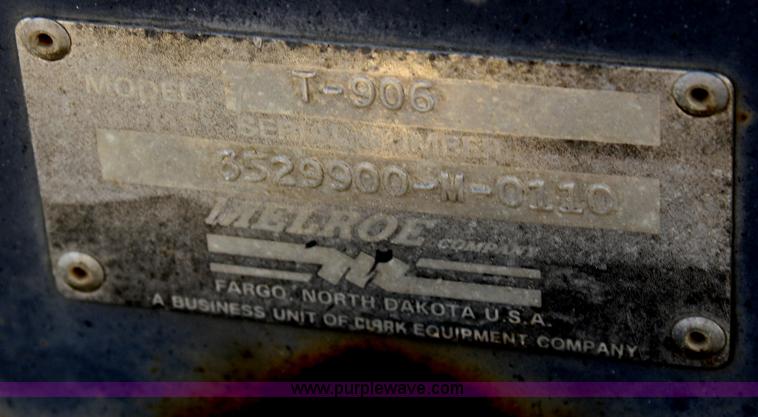 MODEL T-906
SERIAL NUMBER
3529900-M-0110
MELROE COMPANY
FARGO, NORTH DAKOTA U.S.A.
A BUSINESS UNIT OF CLARK EQUIPMENT COMPANY
www.purplewave.com